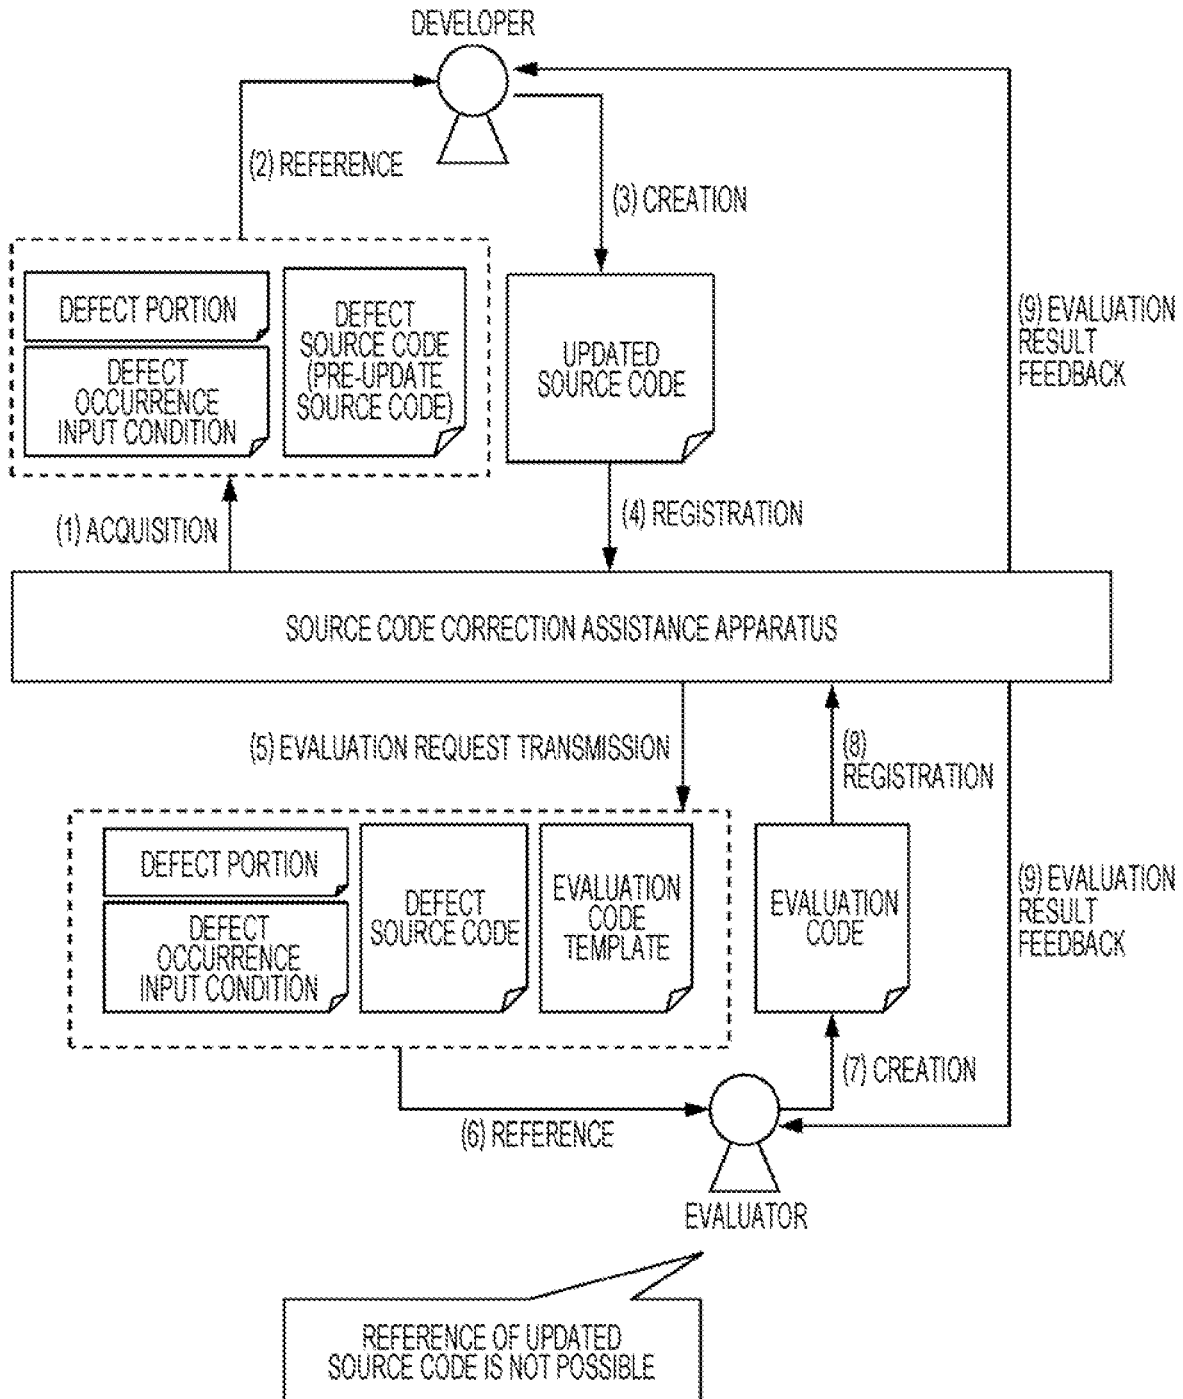 DEVELOPER
(2) REFERENCE
(3) CREATION
DEFECT PORTION
DEFECT
OCCURRENCE
INPUT CONDITION
DEFECT
SOURCE CODE
(PRE-UPDATE
SOURCE CODE)
UPDATED
SOURCE CODE
(9) EVALUATION
RESULT
FEEDBACK
(1) ACQUISITION
(4) REGISTRATION
SOURCE CODE CORRECTION ASSISTANCE APPARATUS
(5) EVALUATION REQUEST TRANSMISSION
(8)
REGISTRATION
DEFECT PORTION
DEFECT
OCCURRENCE
INPUT CONDITION
DEFECT
SOURCE CODE
EVALUATION
CODE
TEMPLATE
EVALUATION
CODE
(9) EVALUATION
RESULT
FEEDBACK
(7) CREATION
(6) REFERENCE
EVALUATOR
REFERENCE OF UPDATED
SOURCE CODE IS NOT POSSIBLE